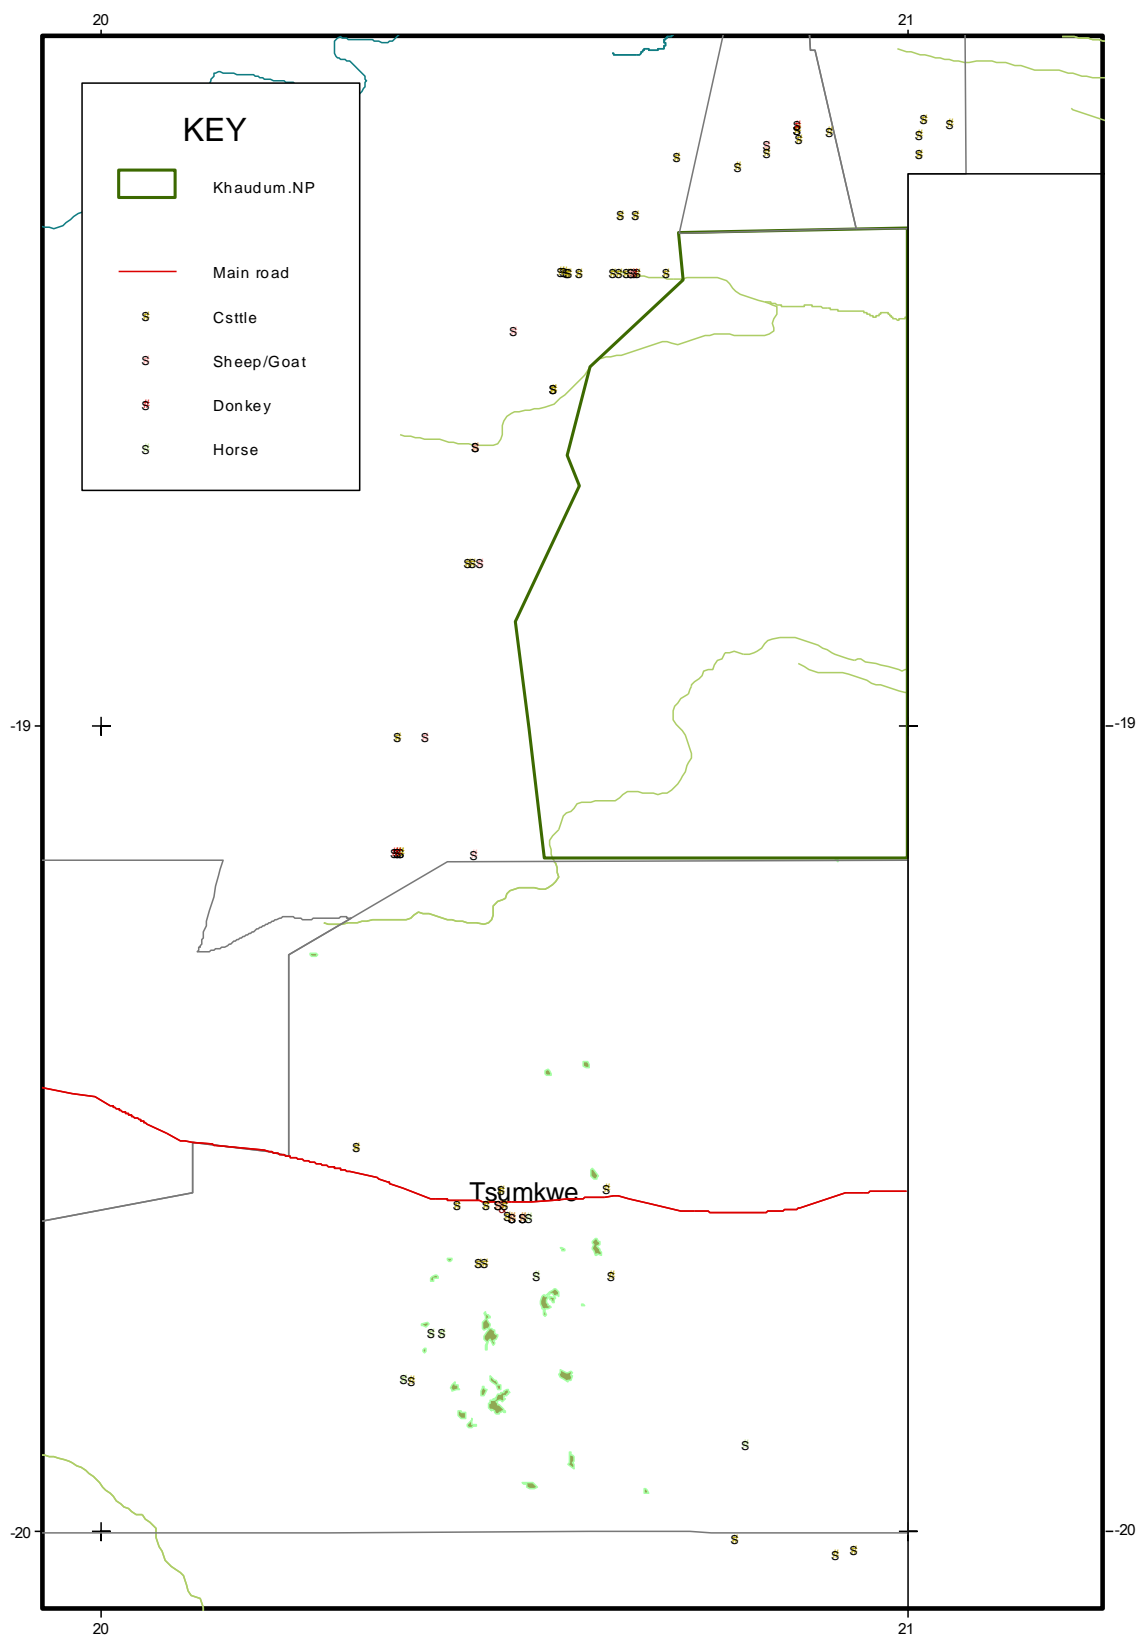 20 21
KEY
Khaudum.NP
Main road
s Csttle
s Sheep/Goat
s Donkey
s Horse
-19 -19
Tsumkwe
-20 -20
20 21